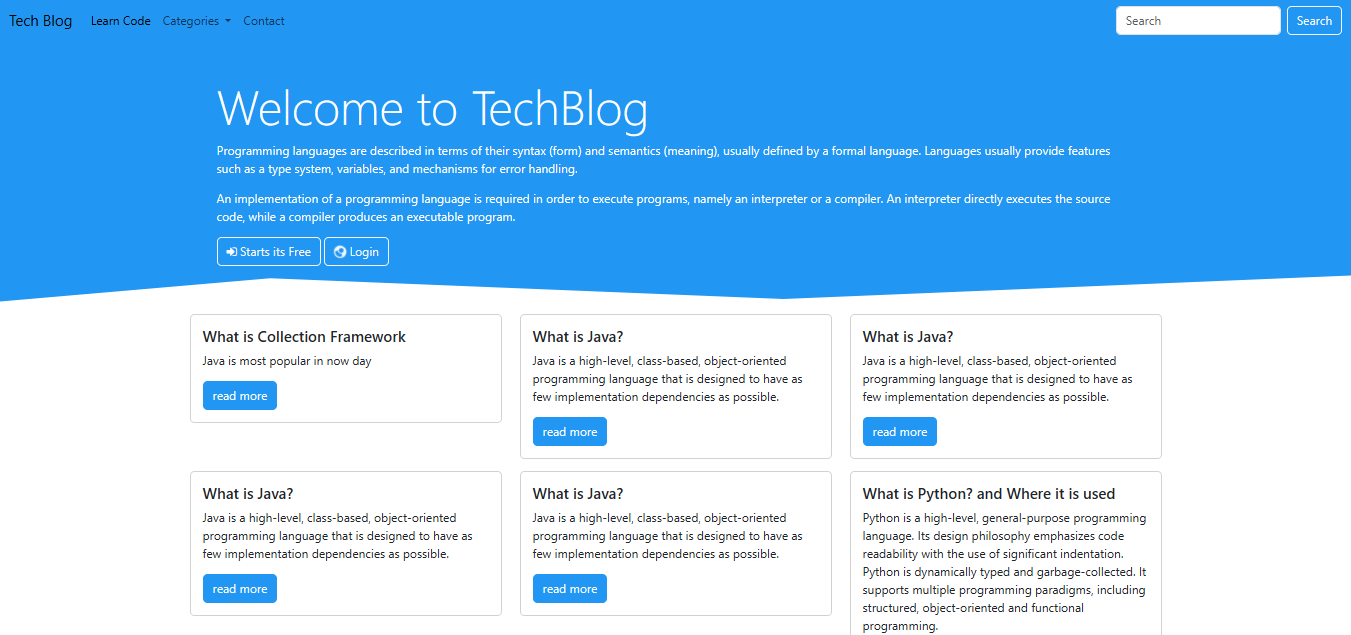 Tech Blog Learn Code Categories Contact Search Search
Welcome to TechBlog
Programming languages are described in terms of their syntax (form) and semantics (meaning), usually defined by a formal language. Languages usually provide features
such as a type system, variables, and mechanisms for error handling.
An implementation of a programming language is required in order to execute programs, namely an interpreter or a compiler. An interpreter directly executes the source
code, while a compiler produces an executable program.
Starts its Free Login
What is Collection Framework
Java is most popular in now day
read more
What is Java?
Java is a high-level, class-based, object-oriented
programming language that is designed to have as
few implementation dependencies as possible.
read more
What is Java?
Java is a high-level, class-based, object-oriented
programming language that is designed to have as
few implementation dependencies as possible.
read more
What is Java?
Java is a high-level, class-based, object-oriented
programming language that is designed to have as
few implementation dependencies as possible.
read more
What is Java?
Java is a high-level, class-based, object-oriented
programming language that is designed to have as
few implementation dependencies as possible.
read more
What is Python? and Where it is used
Python is a high-level, general-purpose programming
language. Its design philosophy emphasizes code
readability with the use of significant indentation.
Python is dynamically typed and garbage-collected. It
supports multiple programming paradigms, including
structured, object-oriented and functional
programming.